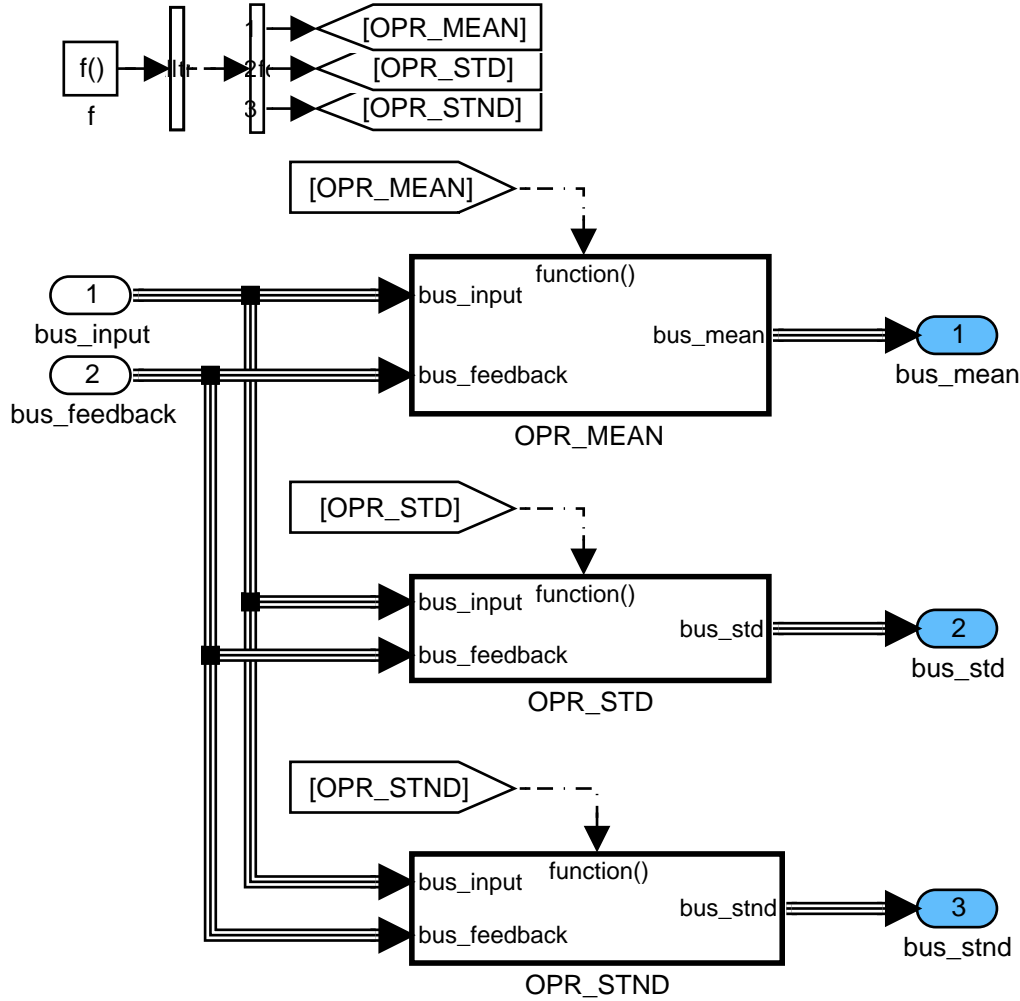 1
[OPR_MEAN]
f()
2
[OPR_STD]
3
[OPR_STND]
f
[OPR_MEAN]
function()
1
bus_input
bus_input
bus_mean
1
bus_mean
2
bus_feedback
bus_feedback
OPR_MEAN
[OPR_STD]
function()
bus_input
bus_std
2
bus_std
bus_feedback
OPR_STD
[OPR_STND]
function()
bus_input
bus_stnd
3
bus_stnd
bus_feedback
OPR_STND